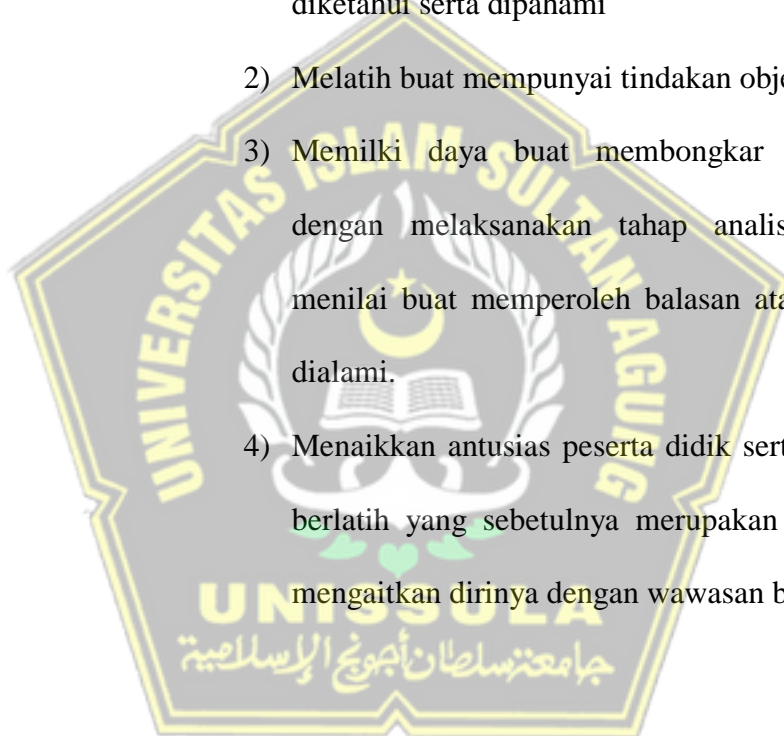 diketahui serta dipahami
2) Melatih buat mempunyai tindakan obj
3) Memilki daya buat membongkar
dengan melaksanakan tahap analis
menilai buat memperoleh balasan ata
dialami.
4) Menaikkan antusias peserta didik sert
berlatih yang sebetulnya merupakan
mengaitkan dirinya dengan wawasan b
UNIVERSITAS ISLAM SULTAN AGUNG
UNISSULA
جامعة سلطان أجونج الإسلامية